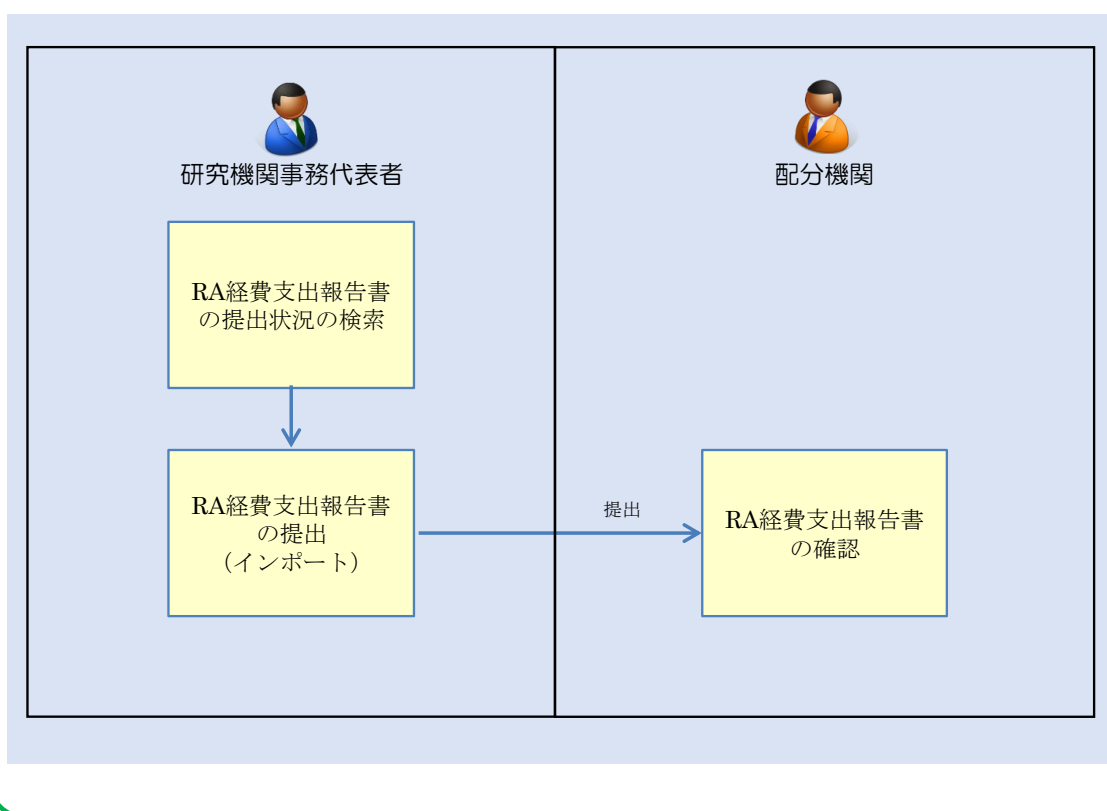 研究機関事務代表者
配分機関
RA経費支出報告書
の提出状況の検索
RA経費支出報告書
の提出
（インポート）
提出
RA経費支出報告書
の確認